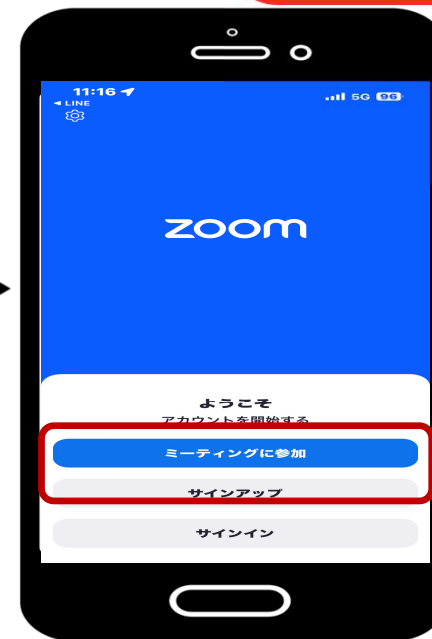 11:16
5G 96
◀ LINE
zoom
ようこそ
アカウントを開始する
ミーティングに参加
サインアップ
サインイン